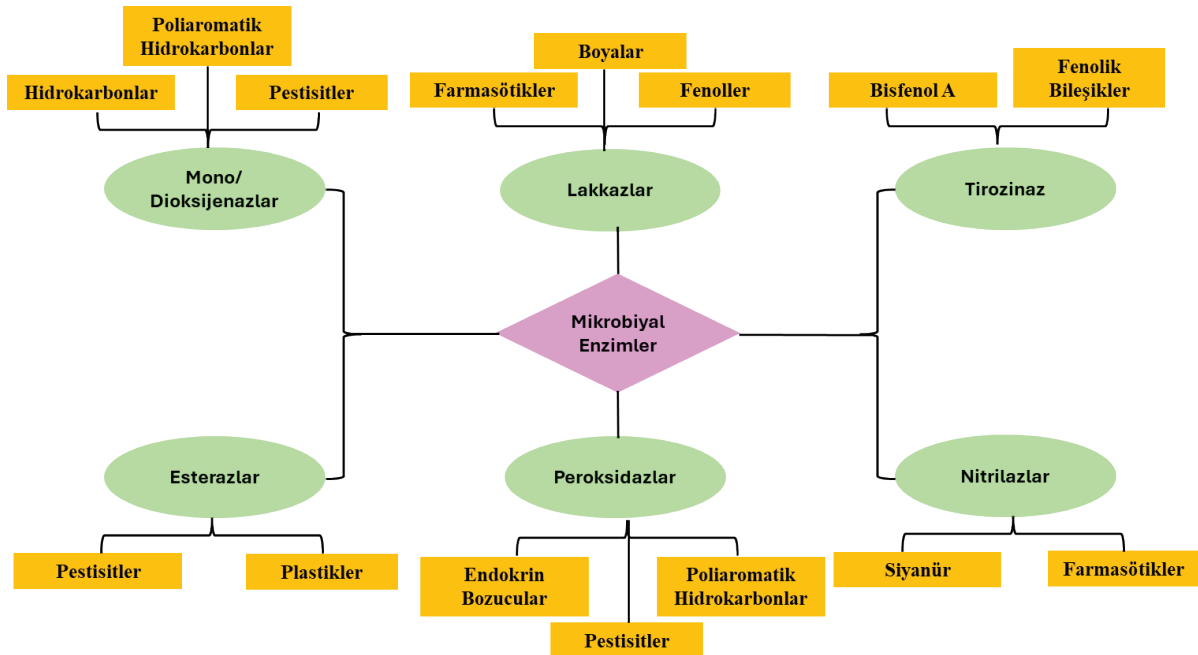 Poliaromatik
Hidrokarbonlar
Hidrokarbonlar
Pestisitler
Mono/
Dioksijenazlar
Boyalar
Farmasötikler
Fenoller
Lakkazlar
Bisfenol A
Fenolik
Bileşikler
Tirozinaz
Mikrobiyal
Enzimler
Esterazlar
Pestisitler
Plastikler
Peroksidazlar
Endokrin
Bozucular
Poliaromatik
Hidrokarbonlar
Pestisitler
Nitrilazlar
Siyanür
Farmasötikler